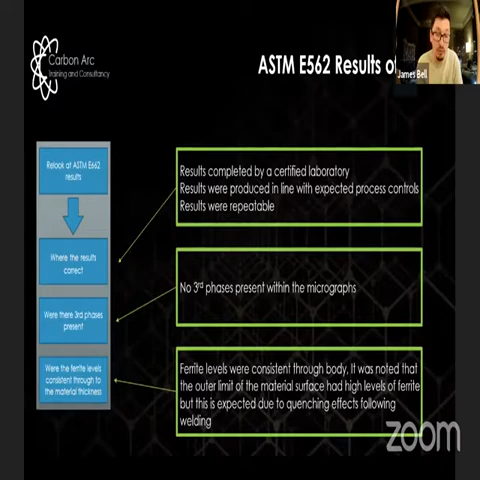 Carbon Arc
Training and Consultancy
ASTM E562 Results of
James Bell
Relook at ASTM E662
results
Where the results
correct
Were there 3rd phases
present
Were the ferrite levels
consistent through to
the material thickness
Results completed by a certified laboratory
Results were produced in line with expected process controls
Results were repeatable
No 3rd phases present within the micrographs
Ferrite levels were consistent through body, It was noted that
the outer limit of the material surface had high levels of ferrite
but this is expected due to quenching effects following
welding
zoom